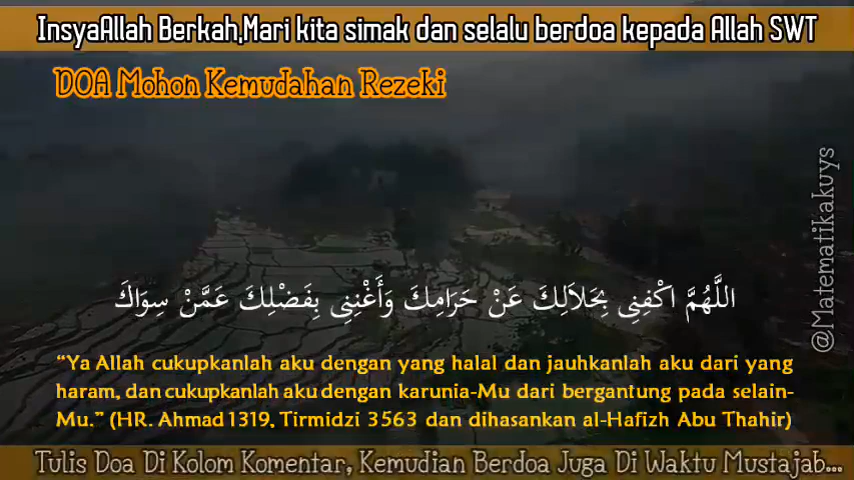 InsyaAllah Berkah,Mari kita simak dan selalu berdoa kepada Allah SWT
DOA Mohon Kemudahan Rezeki
@Matematikakuys
اللَّهُمَّ اكْفِنِى بِحَلاَلِكَ عَنْ حَرَامِكَ وَأَغْنِنِى بِفَضْلِكَ عَمَّنْ سِوَاكَ
“Ya Allah cukupkanlah aku dengan yang halal dan jauhkanlah aku dari yang
haram, dan cukupkanlah aku dengan karunia-Mu dari bergantung pada selain-
Mu.” (HR. Ahmad 1319, Tirmidzi 3563 dan dihasankan al-Hafizh Abu Thahir)
Tulis Doa Di Kolom Komentar, Kemudian Berdoa Juga Di Waktu Mustajab...